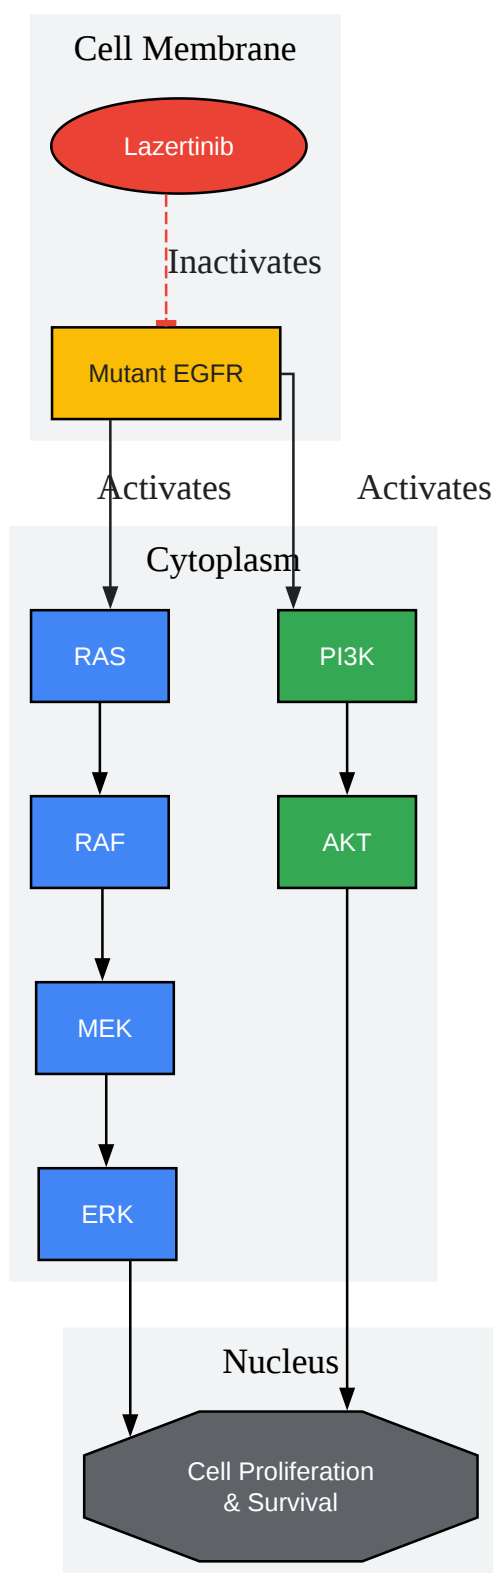 Cell Membrane
Lazertinib
Inactivates
Mutant EGFR
Activates
Activates
Cytoplasm
RAS
PI3K
RAF
AKT
MEK
ERK
Nucleus
Cell Proliferation
& Survival